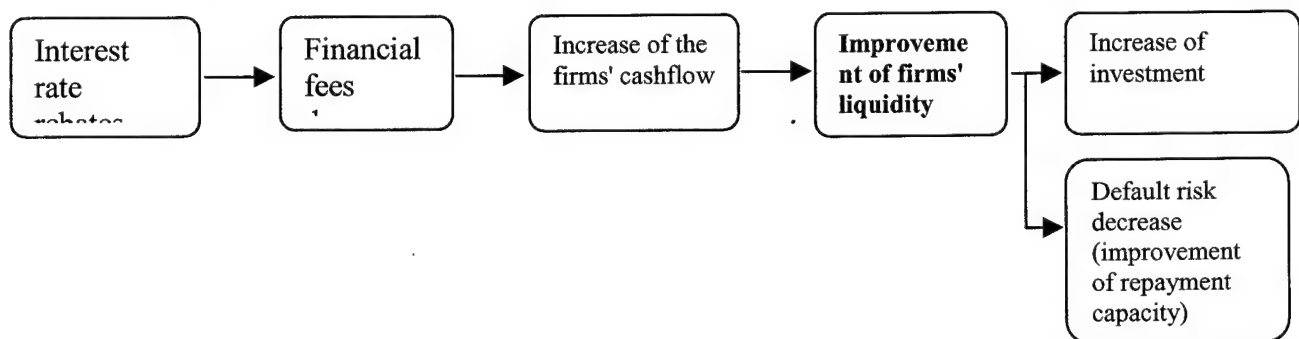 Interest
rate
rebates
Financial
fees
Increase of the
firms' cashflow
Improveme
nt of firms'
liquidity
Increase of
investment
Default risk
decrease
(improvement
of repayment
capacity)